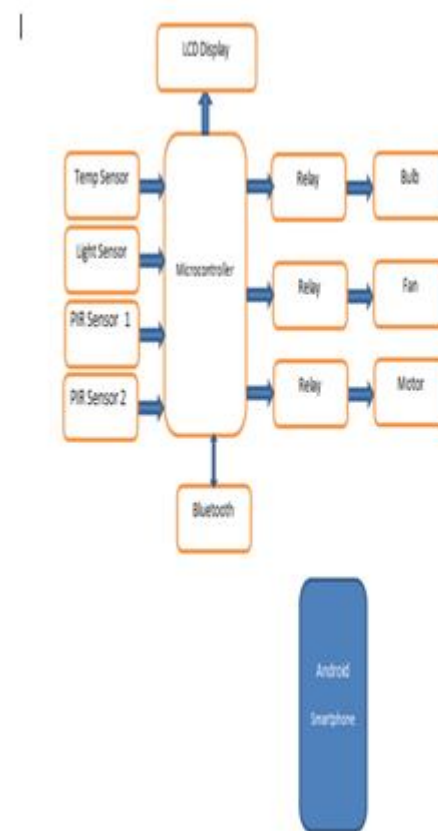 LCD Display
Temp Sensor
Relay
Bulb
Light Sensor
Microcontroller
Relay
Fan
PIR Sensor 1
PIR Sensor 2
Relay
Motor
Bluetooth
Android
Smartphone